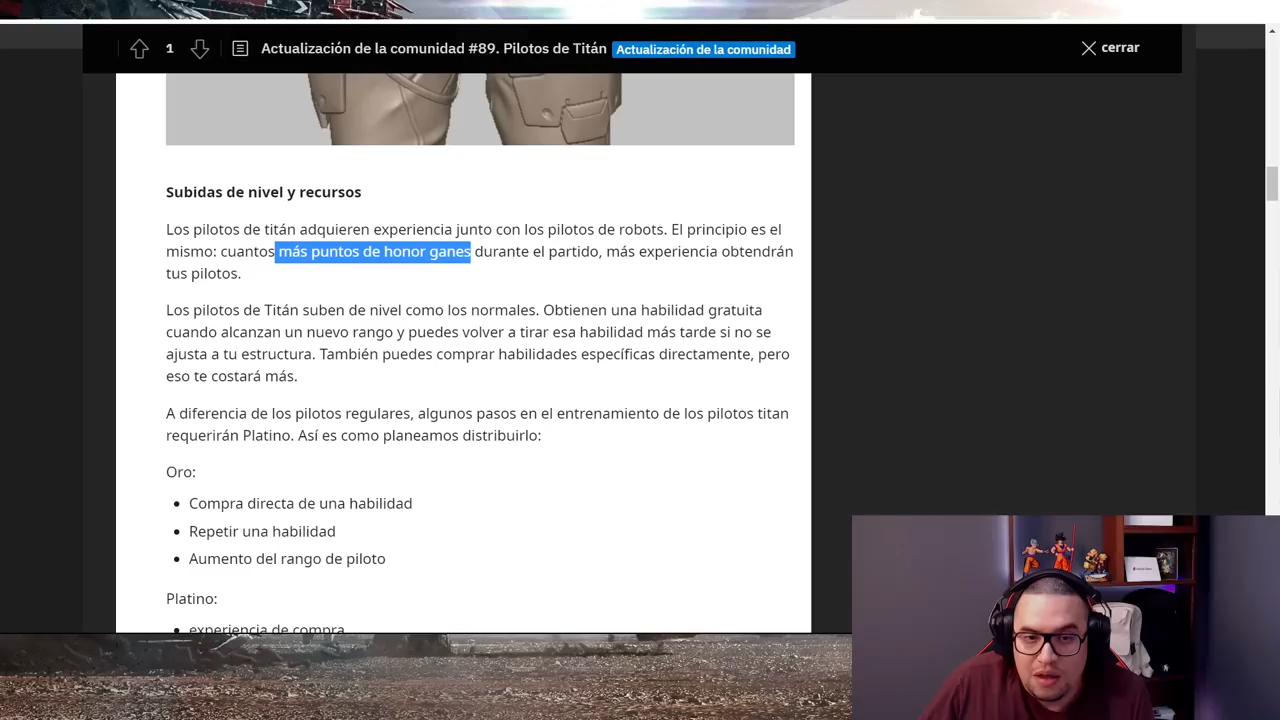 1 Actualización de la comunidad #89. Pilotos de Titán Actualización de la comunidad cerrar
Subidas de nivel y recursos
Los pilotos de titán adquieren experiencia junto con los pilotos de robots. El principio es el
mismo: cuantos más puntos de honor ganes durante el partido, más experiencia obtendrán
tus pilotos.
Los pilotos de Titán suben de nivel como los normales. Obtienen una habilidad gratuita
cuando alcanzan un nuevo rango y puedes volver a tirar esa habilidad más tarde si no se
ajusta a tu estructura. También puedes comprar habilidades específicas directamente, pero
eso te costará más.
A diferencia de los pilotos regulares, algunos pasos en el entrenamiento de los pilotos titan
requerirán Platino. Así es como planeamos distribuirlo:
Oro:
• Compra directa de una habilidad
• Repetir una habilidad
• Aumento del rango de piloto
Platino:
• experiencia de compra